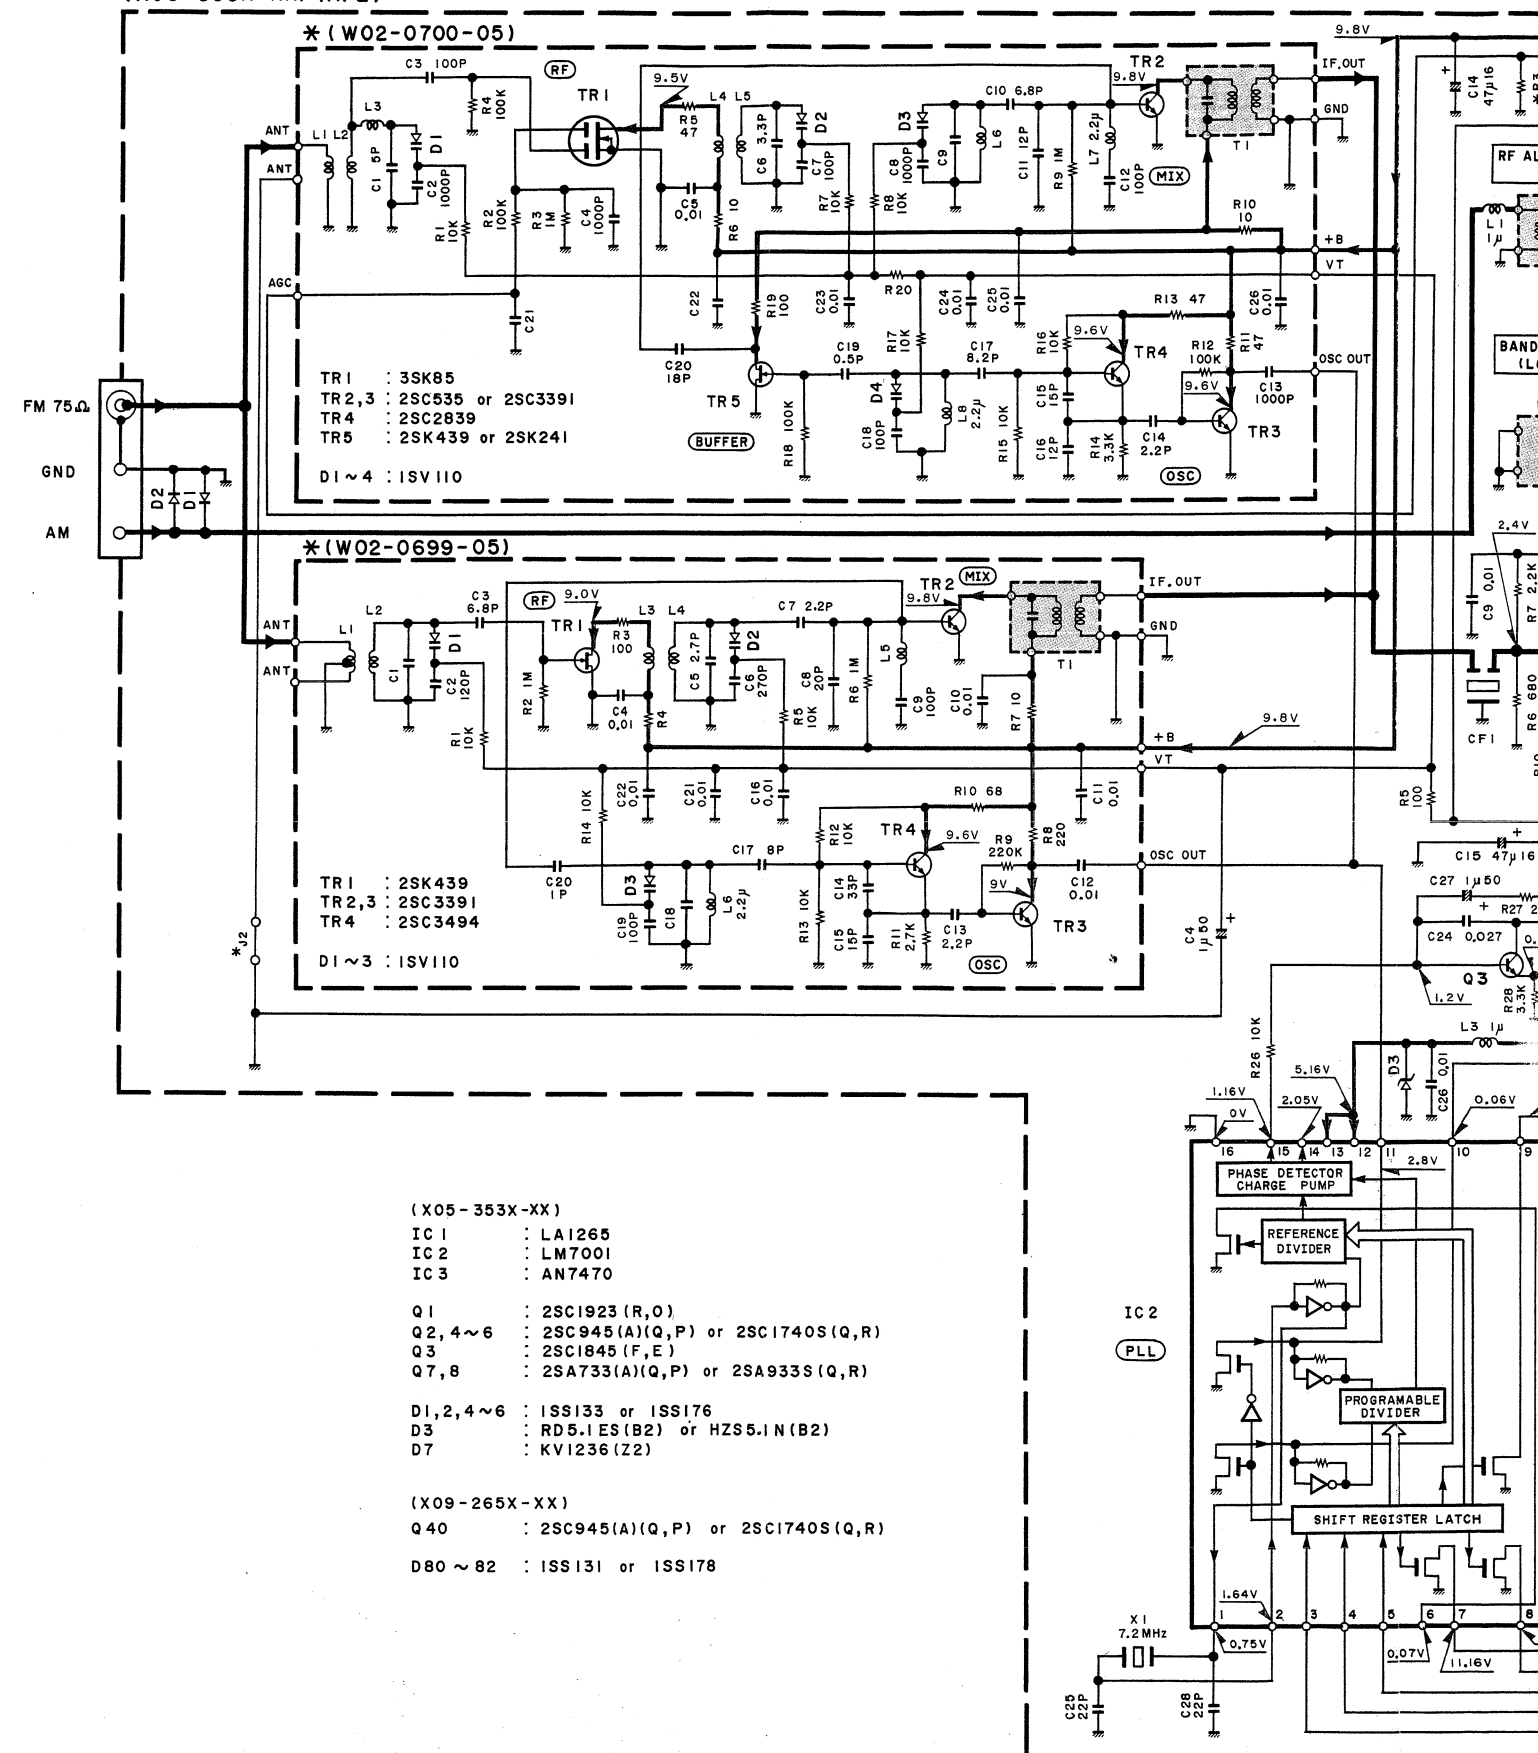 *(W02-0700-05)
9.8V
C3 100P
RF
9.5V
TR2
9.8V
IF.OUT
R4
100K
TR1
L4 L5
C10 6.8P
C14
47μ16
L3
R5
47
3.3P
C6
D2
D3
GND
ANT
L1 L2
5P
C1
D1
C2
1000P
C7
100P
C8
1000P
C9
L6
C11 12P
R9 1M
L7 2.2μ
C12
100P
T1
MIX
ANT
R1
10K
R2
100K
R3
1M
C4
1000P
C5
0.01
R6 10
R7
10K
R8
10K
R10
10
L1
1μ
+B
VT
AGC
C21
C22
R19
100
C23
0.01
R20
C24
0.01
C25
0.01
R13 47
C26
0.01
9.6V
R17
10K
R16
10K
R12
100K
R11
47
C19
0.5P
C17
8.2P
TR4
OSC OUT
C20
18P
9.6V
C13
1000P
TR1 : 3SK85
TR2,3 : 2SC535 or 2SC3391
TR4 : 2SC2839
TR5 : 2SK439 or 2SK241
D1~4 : 1SV110
TR5
BUFFER
R18 100K
D4
C18
100P
L8
2.2μ
R15 10K
C15
15P
C16
12P
R14
3.3K
C14
2.2P
TR3
OSC
FM 75Ω
GND
D2
D1
AM
2.4V
*(W02-0699-05)
C3
6.8P
RF
9.0V
TR2
MIX
9.8V
IF.OUT
C9 0.01
R7 2.2K
ANT
L1
L2
TR1
R3
100
L3 L4
C7 2.2P
GND
ANT
C1
D1
C2
120P
R2 1M
C4
0.01
R4
C5 2.7P
D2
C6
270P
R5
10K
C8
20P
R6 1M
L5
C9
100P
C10
0.01
R7 10
T1
R6 680
CF1
R1
10K
9.8V
+B
VT
R14 10K
C22
0.01
C21
0.01
C16
0.01
R10 68
C11
0.01
R5
100
R12
10K
TR4
9.6V
R9
220K
R8
220
C15 47μ16
C17 8P
OSC OUT
C20
1P
D3
C19
100P
C18
L6
2.2μ
R13 10K
C14
33P
C15
15P
R11
2.7K
C13
2.2P
9V
C12
0.01
TR3
OSC
C27 1μ50
C24 0.027
TR1 : 2SK439
TR2,3 : 2SC3391
TR4 : 2SC3494
D1~3 : 1SV110
*J2
C4
1μ50
Q3
1.2V
R28
3.3K
L3 1μ
R26 10K
D3
C26 0.01
5.16V
1.16V
0V
2.05V
0.06V
16 15 14 13 12 11 10 9
2.8V
PHASE DETECTOR
CHARGE PUMP
REFERENCE
DIVIDER
IC2
PLL
PROGRAMABLE
DIVIDER
SHIFT REGISTER LATCH
1.64V
1 2 3 4 5 6 7 8
0.75V
0.07V
11.16V
X1
7.2MHz
C25
22P
C28
22P
(X05-353X-XX)
IC1 : LA1265
IC2 : LM7001
IC3 : AN7470
Q1 : 2SC1923(R,O)
Q2,4~6 : 2SC945(A)(Q,P) or 2SC1740S(Q,R)
Q3 : 2SC1845(F,E)
Q7,8 : 2SA733(A)(Q,P) or 2SA933S(Q,R)
D1,2,4~6 : 1SS133 or 1SS176
D3 : RD5.1ES(B2) or HZS5.1N(B2)
D7 : KV1236(Z2)
(X09-265X-XX)
Q40 : 2SC945(A)(Q,P) or 2SC1740S(Q,R)
D80~82 : 1SS131 or 1SS178